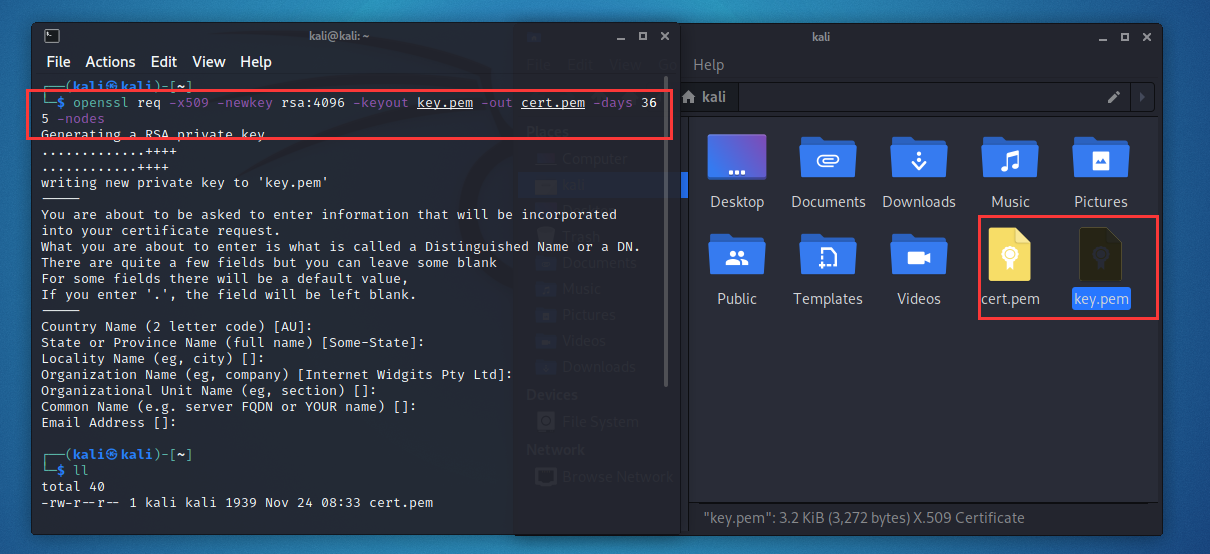 kali@kali: ~
File Actions Edit View Help
┌──(kali㉿kali)-[~]
└─$ openssl req -x509 -newkey rsa:4096 -keyout key.pem -out cert.pem -days 36
5 -nodes
Generating a RSA private key
.............++++
............++++
writing new private key to 'key.pem'
-----
You are about to be asked to enter information that will be incorporated
into your certificate request.
What you are about to enter is what is called a Distinguished Name or a DN.
There are quite a few fields but you can leave some blank
For some fields there will be a default value,
If you enter '.', the field will be left blank.
-----
Country Name (2 letter code) [AU]:
State or Province Name (full name) [Some-State]:
Locality Name (eg, city) []:
Organization Name (eg, company) [Internet Widgits Pty Ltd]:
Organizational Unit Name (eg, section) []:
Common Name (e.g. server FQDN or YOUR name) []:
Email Address []:
┌──(kali㉿kali)-[~]
└─$ ll
total 40
-rw-r--r-- 1 kali kali 1939 Nov 24 08:33 cert.pem
kali
File Edit View Go Help
kali
Places
Computer
kali
Trash
Documents
Music
Pictures
Videos
Downloads
Devices
File System
Network
Browse Network
Desktop Documents Downloads Music Pictures
Public Templates Videos cert.pem key.pem
"key.pem": 3.2 KiB (3,272 bytes) X.509 Certificate